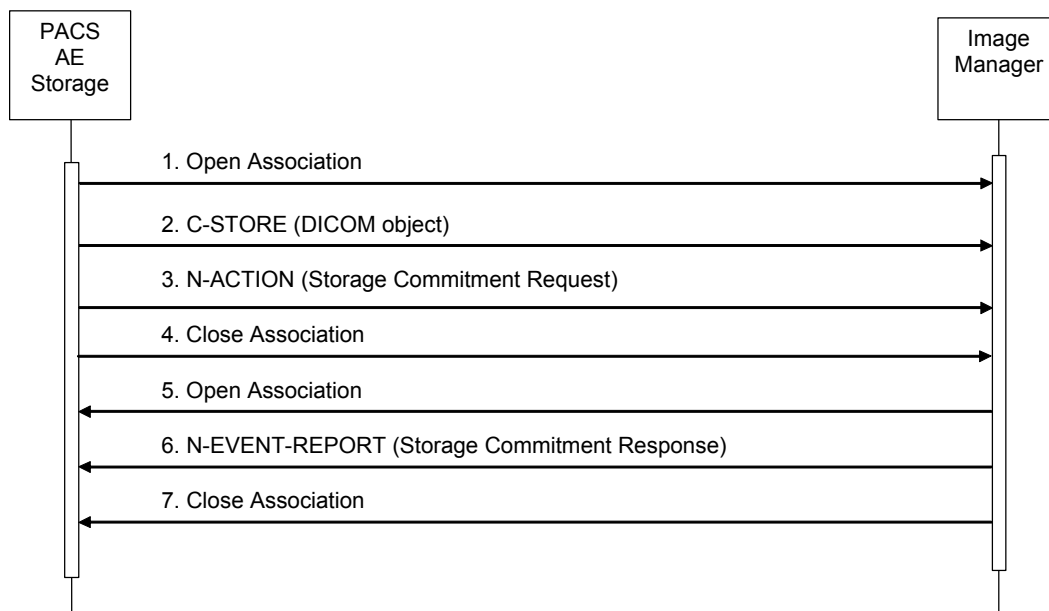 PACS
AE
Storage
Image
Manager
1. Open Association
2. C-STORE (DICOM object)
3. N-ACTION (Storage Commitment Request)
4. Close Association
5. Open Association
6. N-EVENT-REPORT (Storage Commitment Response)
7. Close Association